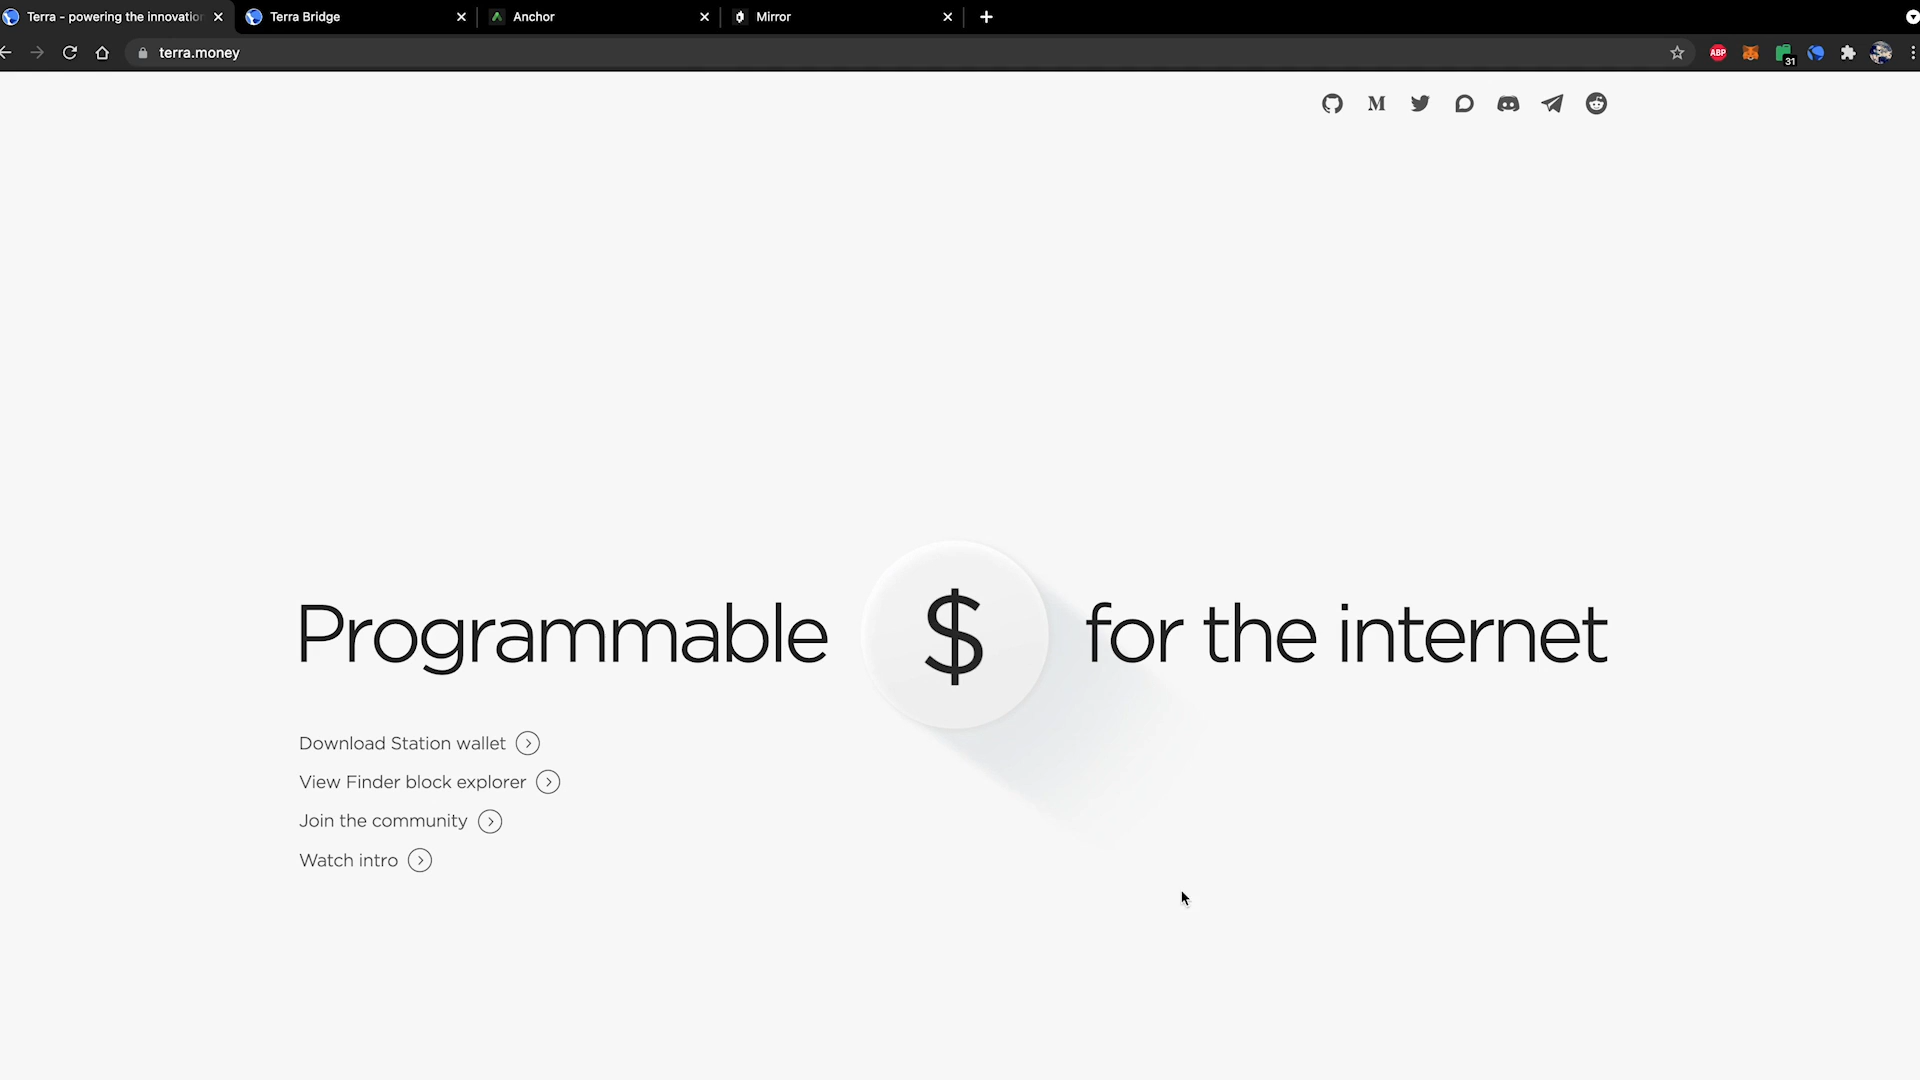 Terra - powering the innovation
Terra Bridge
Anchor
Mirror
terra.money
ABP
31
M
Programmable $ for the internet
Download Station wallet
View Finder block explorer
Join the community
Watch intro